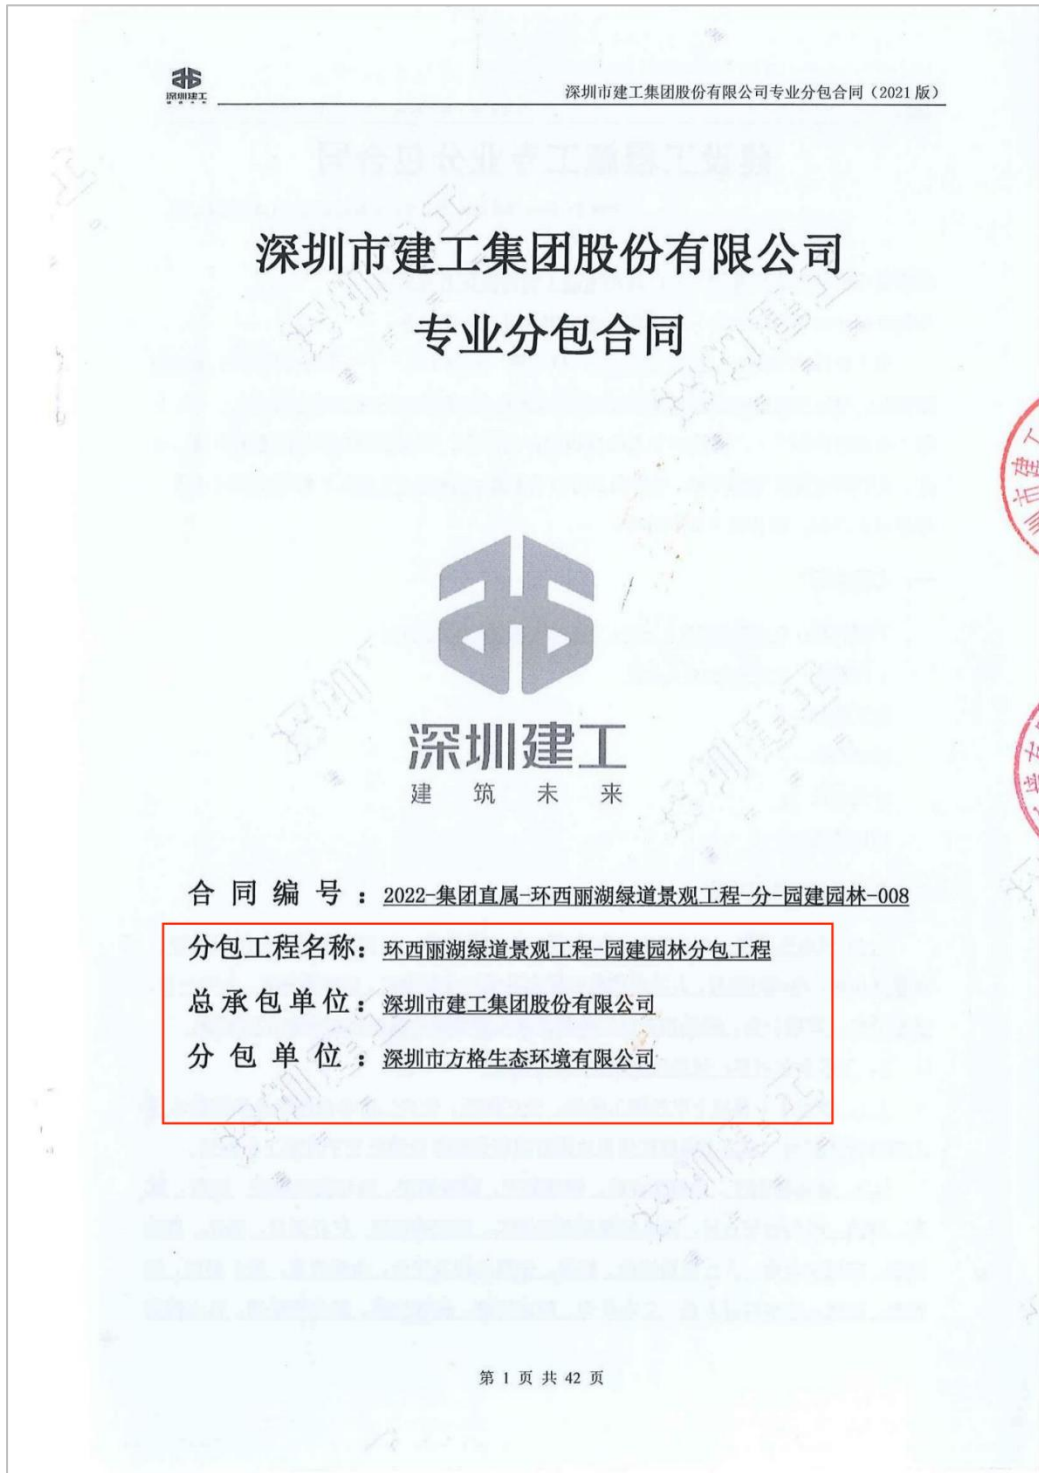 深圳建工
深圳市建工集团股份有限公司专业分包合同（2021版）
深圳市建工集团股份有限公司
专业分包合同
深圳建工
建筑未来
合同编号：2022-集团直属-环西丽湖绿道景观工程-分-园建园林-008
分包工程名称：环西丽湖绿道景观工程-园建园林分包工程
总承包单位：深圳市建工集团股份有限公司
分包单位：深圳市方格生态环境有限公司
第 1 页 共 42 页
圳市建工